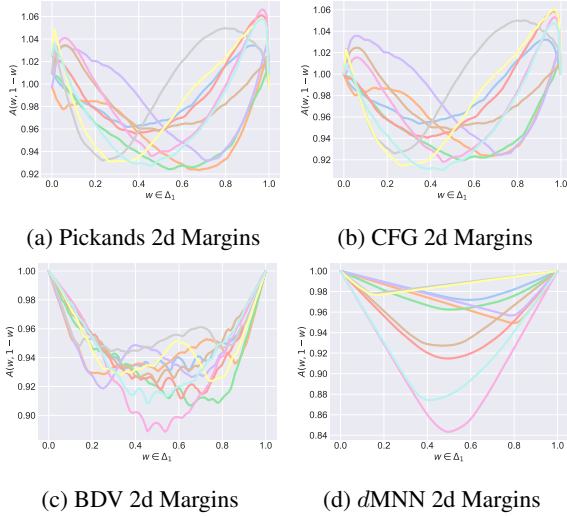 1.06
1.04
1.02
1.00
0.98
0.96
0.94
0.92
A(w, 1 − w)
0.0 0.2 0.4 0.6 0.8 1.0
w ∈ Δ₁
(a) Pickands 2d Margins
1.06
1.04
1.02
1.00
0.98
0.96
0.94
0.92
A(w, 1 − w)
0.0 0.2 0.4 0.6 0.8 1.0
w ∈ Δ₁
(b) CFG 2d Margins
1.00
0.98
0.96
0.94
0.92
0.90
A(w, 1 − w)
0.0 0.2 0.4 0.6 0.8 1.0
w ∈ Δ₁
(c) BDV 2d Margins
1.00
0.98
0.96
0.94
0.92
0.90
0.88
0.86
0.84
A(w, 1 − w)
0.0 0.2 0.4 0.6 0.8 1.0
w ∈ Δ₁
(d) dMNN 2d Margins